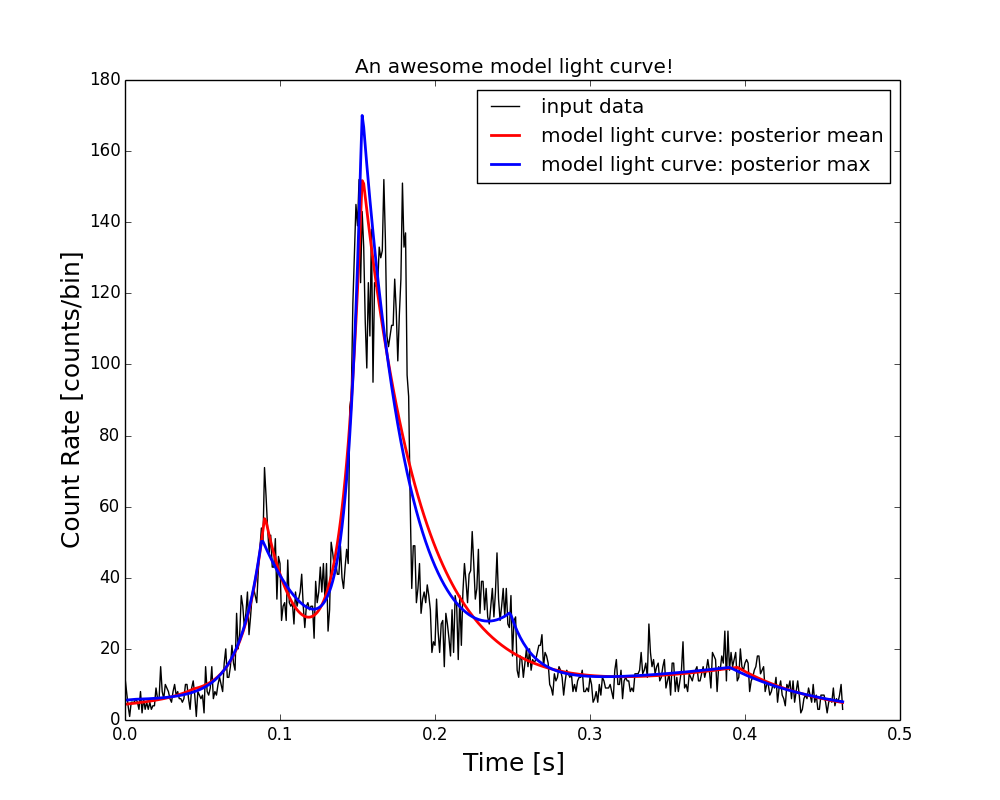 An awesome model light curve!
180
160
140
120
100
80
60
40
20
0
input data
model light curve: posterior mean
model light curve: posterior max
Count Rate [counts/bin]
0.0 0.1 0.2 0.3 0.4 0.5
Time [s]